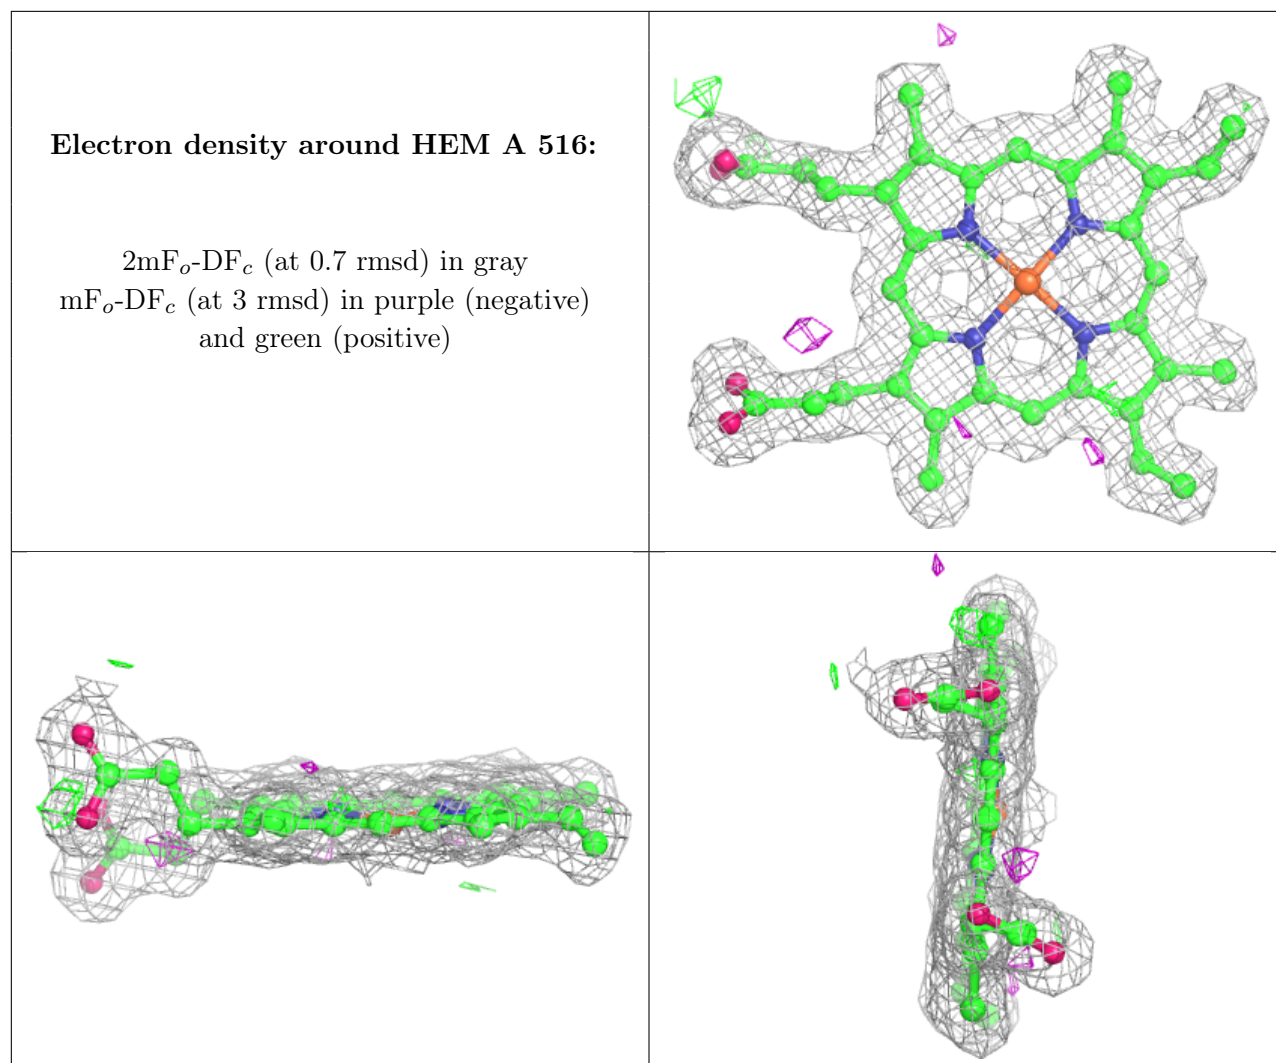 Electron density around HEM A 516:
2mFo-DFc (at 0.7 rmsd) in gray
mFo-DFc (at 3 rmsd) in purple (negative)
and green (positive)